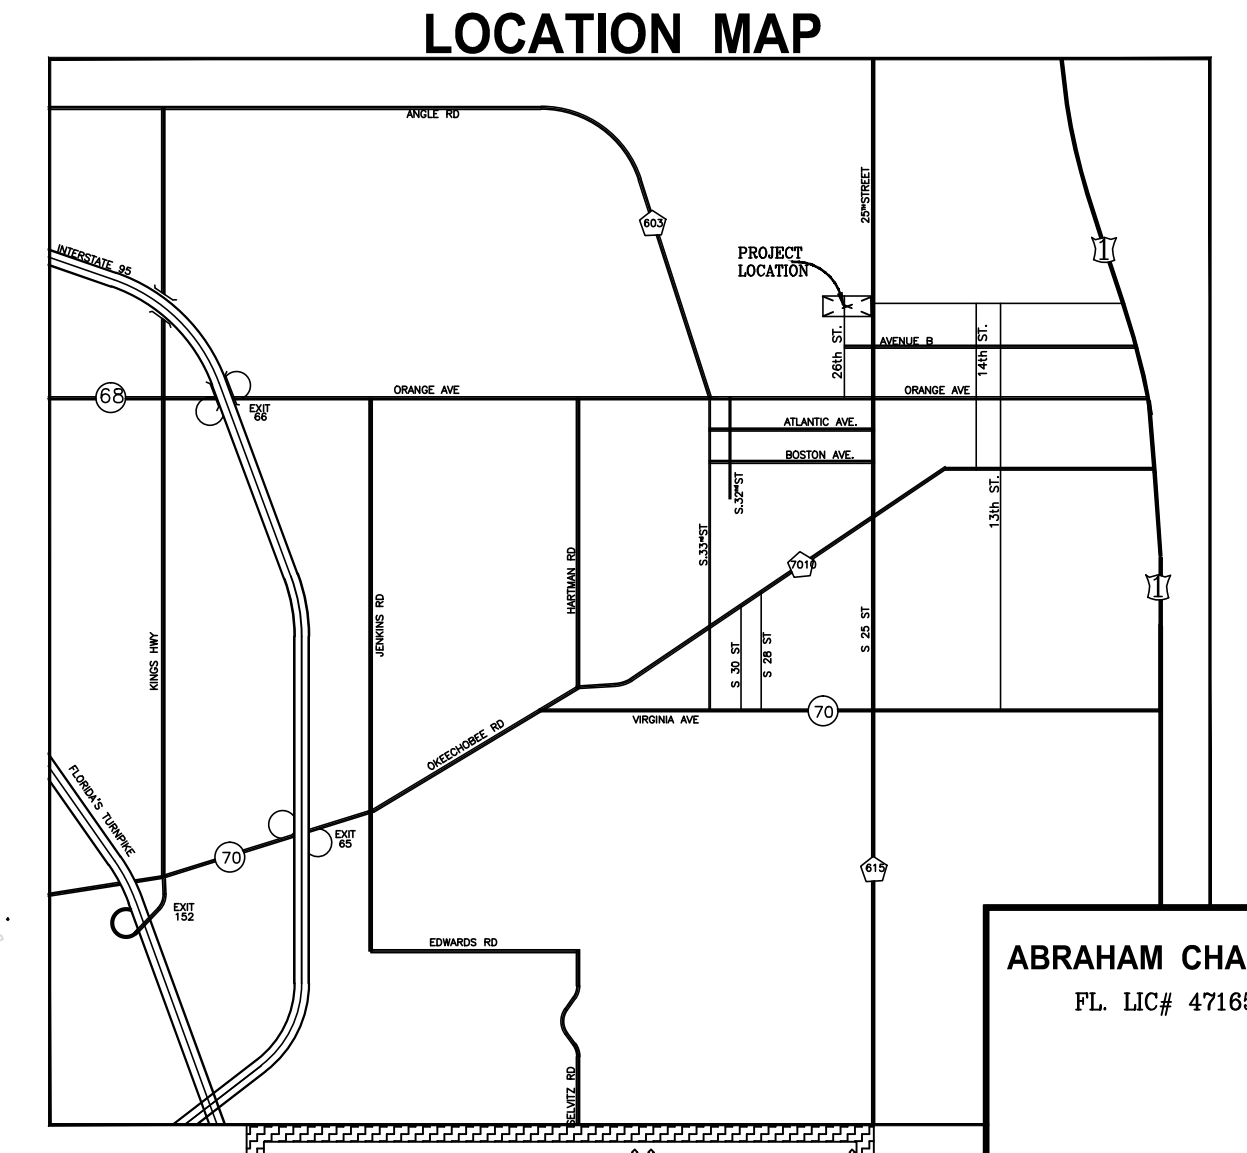 LOCATION MAP
ANGLE RD
25TH STREET
603
1
INTERSTATE 95
PROJECT
LOCATION
26th ST.
AVENUE B
14th ST.
68
ORANGE AVE
ORANGE AVE
EXIT
66
ATLANTIC AVE.
BOSTON AVE.
S.32nd ST
13th ST.
S.33rd ST
HARTMAN RD
7010
1
JENKINS RD
KINGS HWY
S 30 ST
S 28 ST
S 25 ST
VIRGINIA AVE
70
OKEECHOBEE RD
FLORIDA'S TURNPIKE
EXIT
65
70
615
EXIT
152
EDWARDS RD
SELVITZ RD
ABRAHAM CHA
FL. LIC# 47165